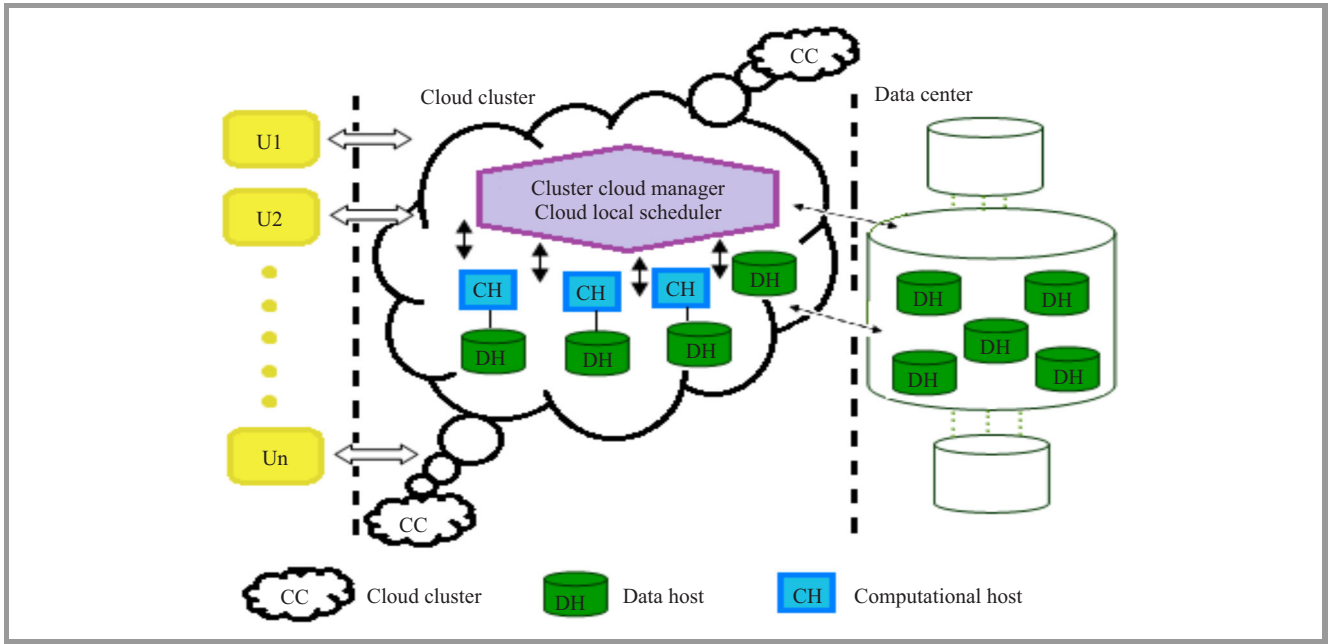 CC
Cloud cluster
Data center
U1
Cluster cloud manager
Cloud local scheduler
U2
DH
CH
CH
CH
DH
DH
DH
DH
DH
DH
DH
DH
DH
Un
CC
CC
Cloud cluster
DH
Data host
CH
Computational host